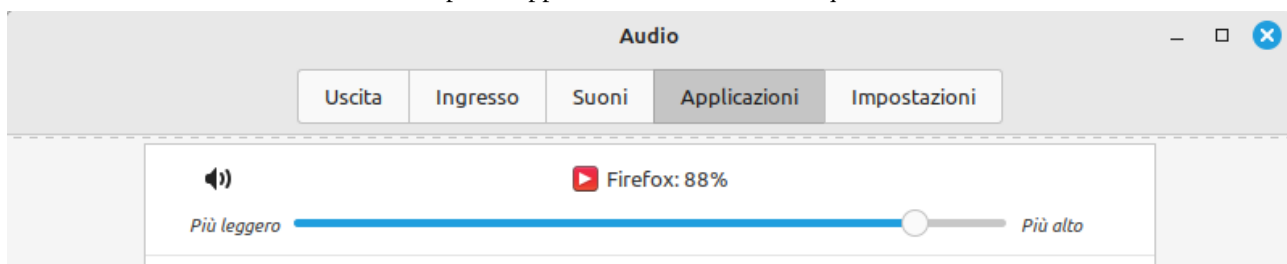 Audio
Uscita Ingresso Suoni Applicazioni Impostazioni
Firefox: 88%
Più leggero Più alto